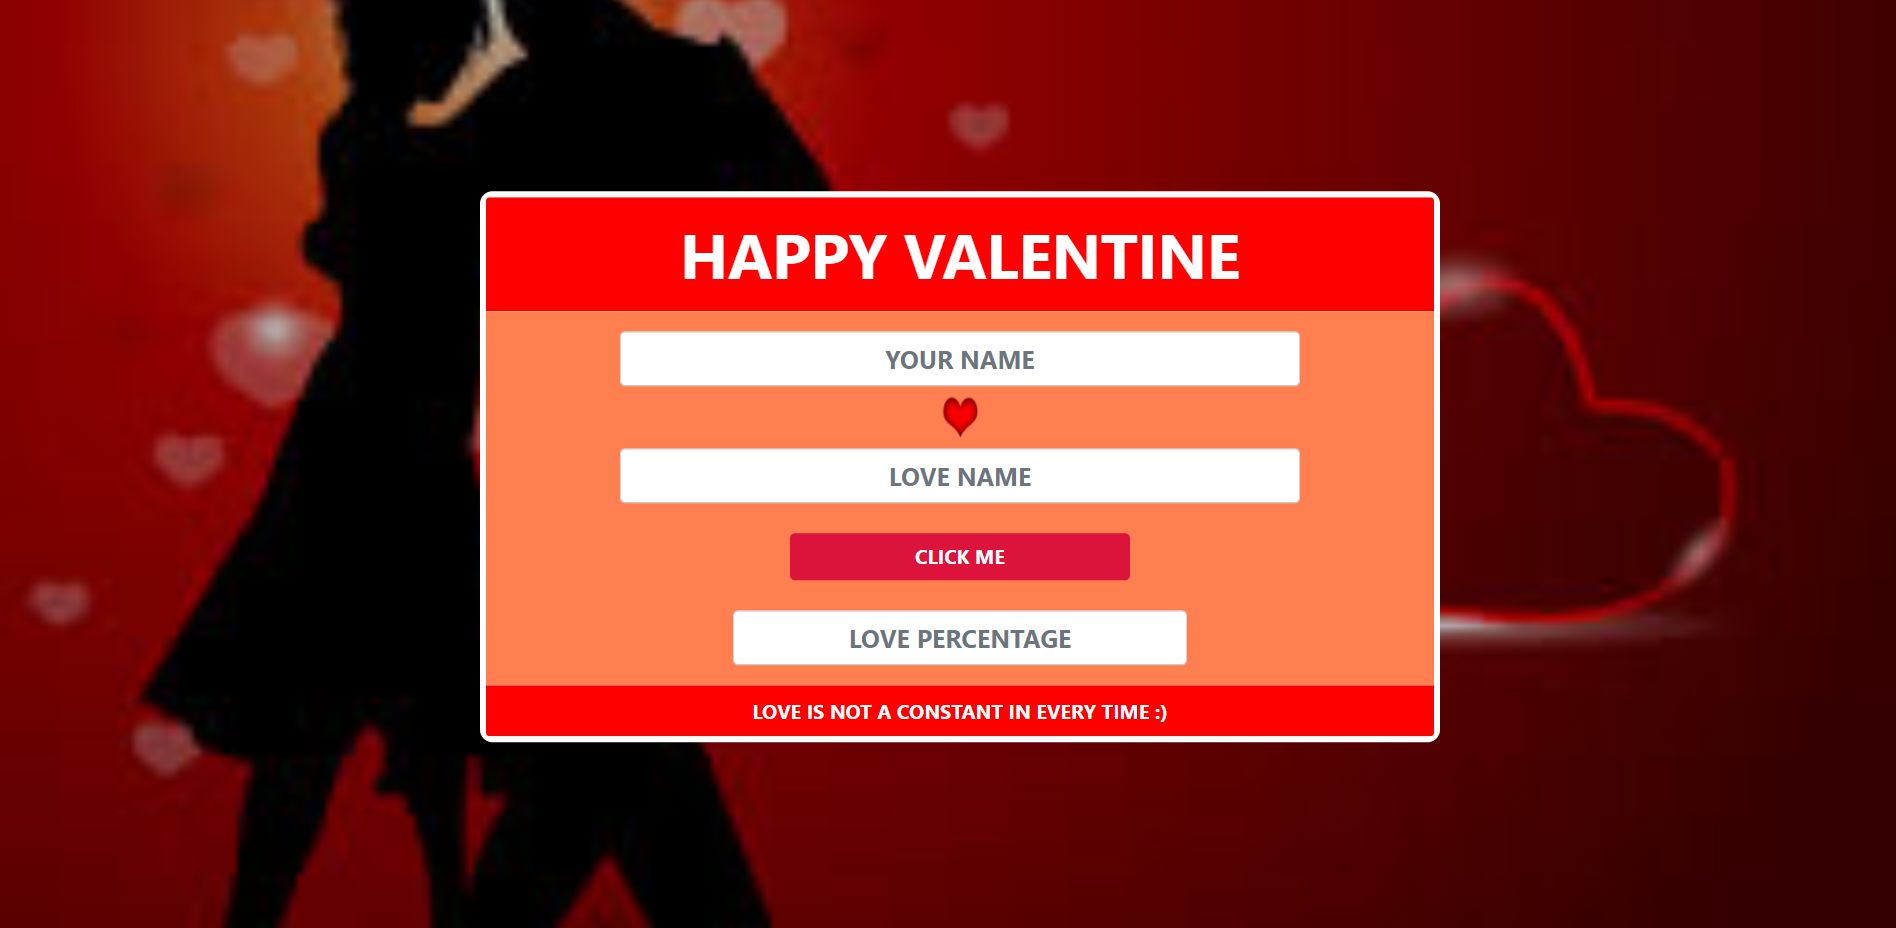 HAPPY VALENTINE
YOUR NAME
LOVE NAME
CLICK ME
LOVE PERCENTAGE
LOVE IS NOT A CONSTANT IN EVERY TIME :)